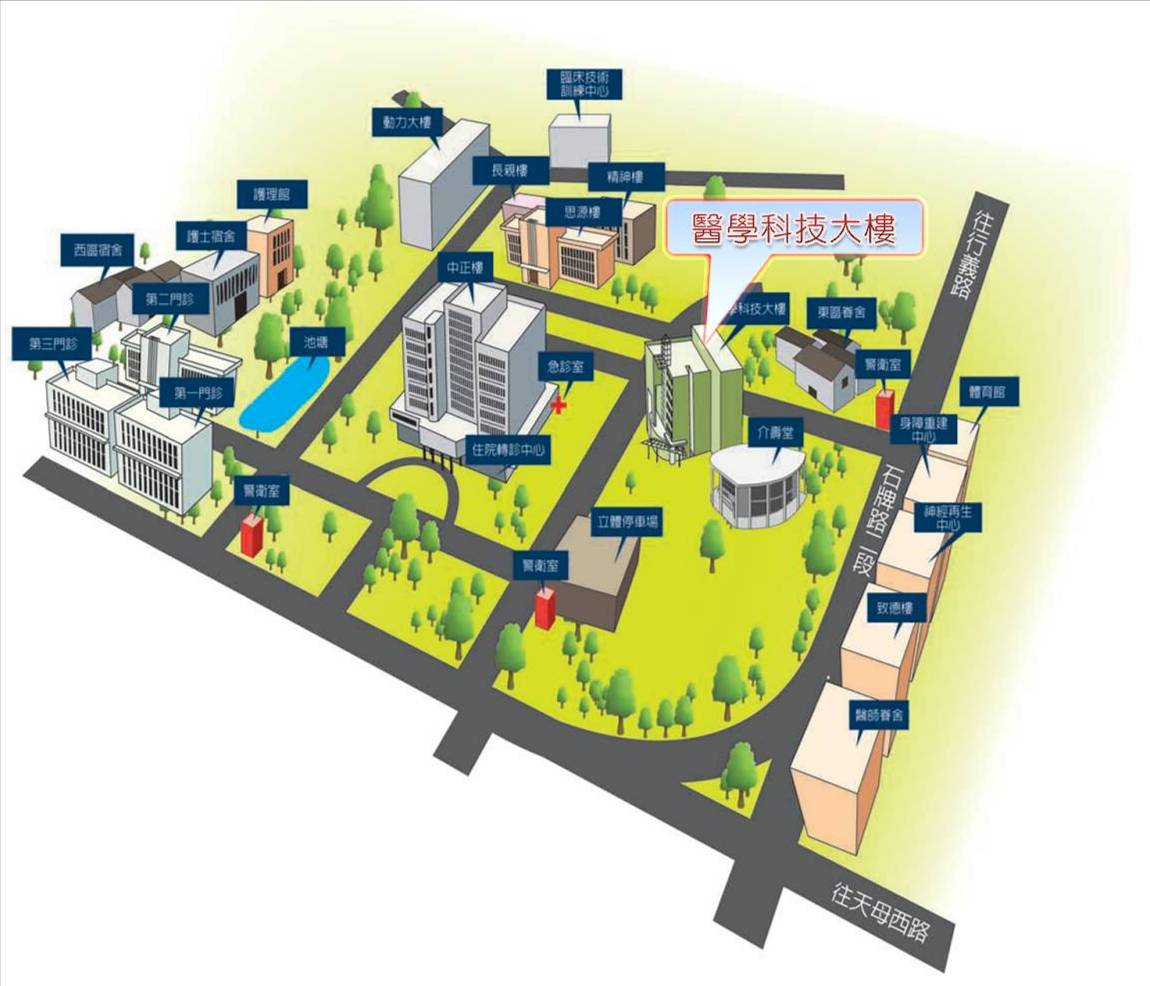 臨床技術
訓練中心
動力大樓
長親樓
精神樓
思源樓
護理館
護士宿舍
西區宿舍
醫學科技大樓
往行義路
中正樓
第二門診
學科技大樓
東區眷舍
第三門診
池塘
急診室
警衛室
第一門診
體育館
身障重建
中心
介壽堂
住院轉診中心
石牌路二段
警衛室
立體停車場
神經再生
中心
警衛室
致德樓
醫師眷舍
往天母西路